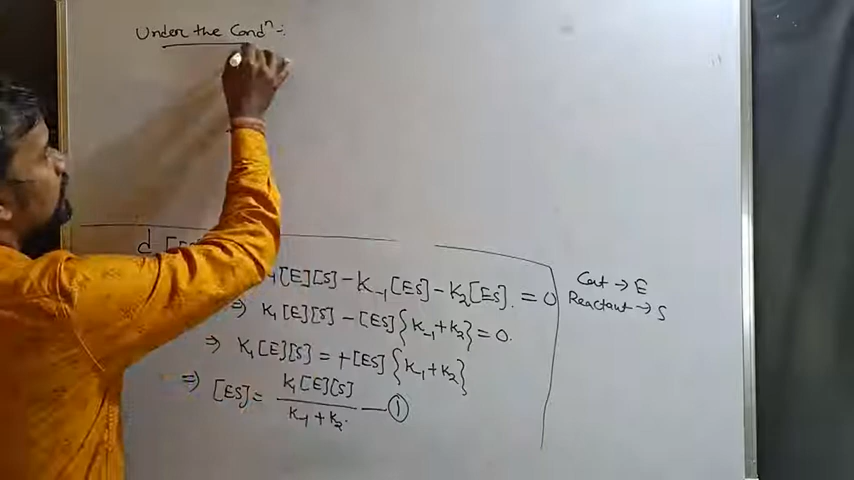 Under the Condⁿ :-
d [ES]
[E][S] - K₋₁[ES] - K₂[ES] = 0
⇒ K₁[E][S] - [ES]{K₋₁+K₂} = 0.
⇒ K₁[E][S] = +[ES]{K₋₁+K₂}
⇒ [ES] = K₁[E][S] / K₋₁+K₂ — ①
Cat → E
Reactant → S